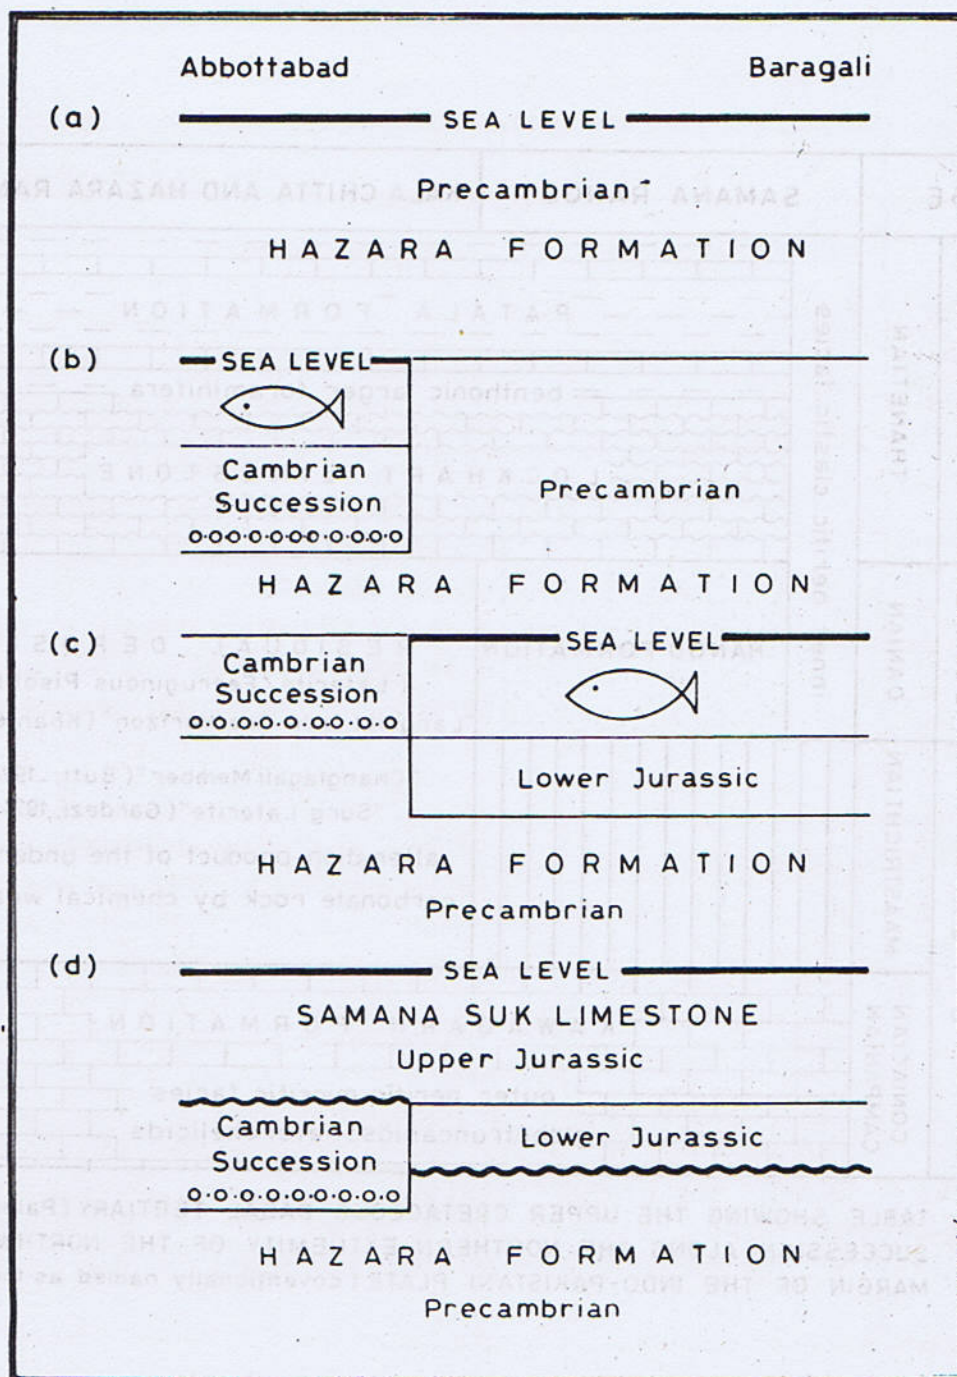 Abbottabad Baragali
(a) SEA LEVEL
Precambrian
HAZARA FORMATION
(b) SEA LEVEL
Cambrian
Succession
Precambrian
HAZARA FORMATION
(c) SEA LEVEL
Cambrian
Succession
Lower Jurassic
HAZARA FORMATION
Precambrian
(d) SEA LEVEL
SAMANA SUK LIMESTONE
Upper Jurassic
Cambrian
Succession
Lower Jurassic
HAZARA FORMATION
Precambrian